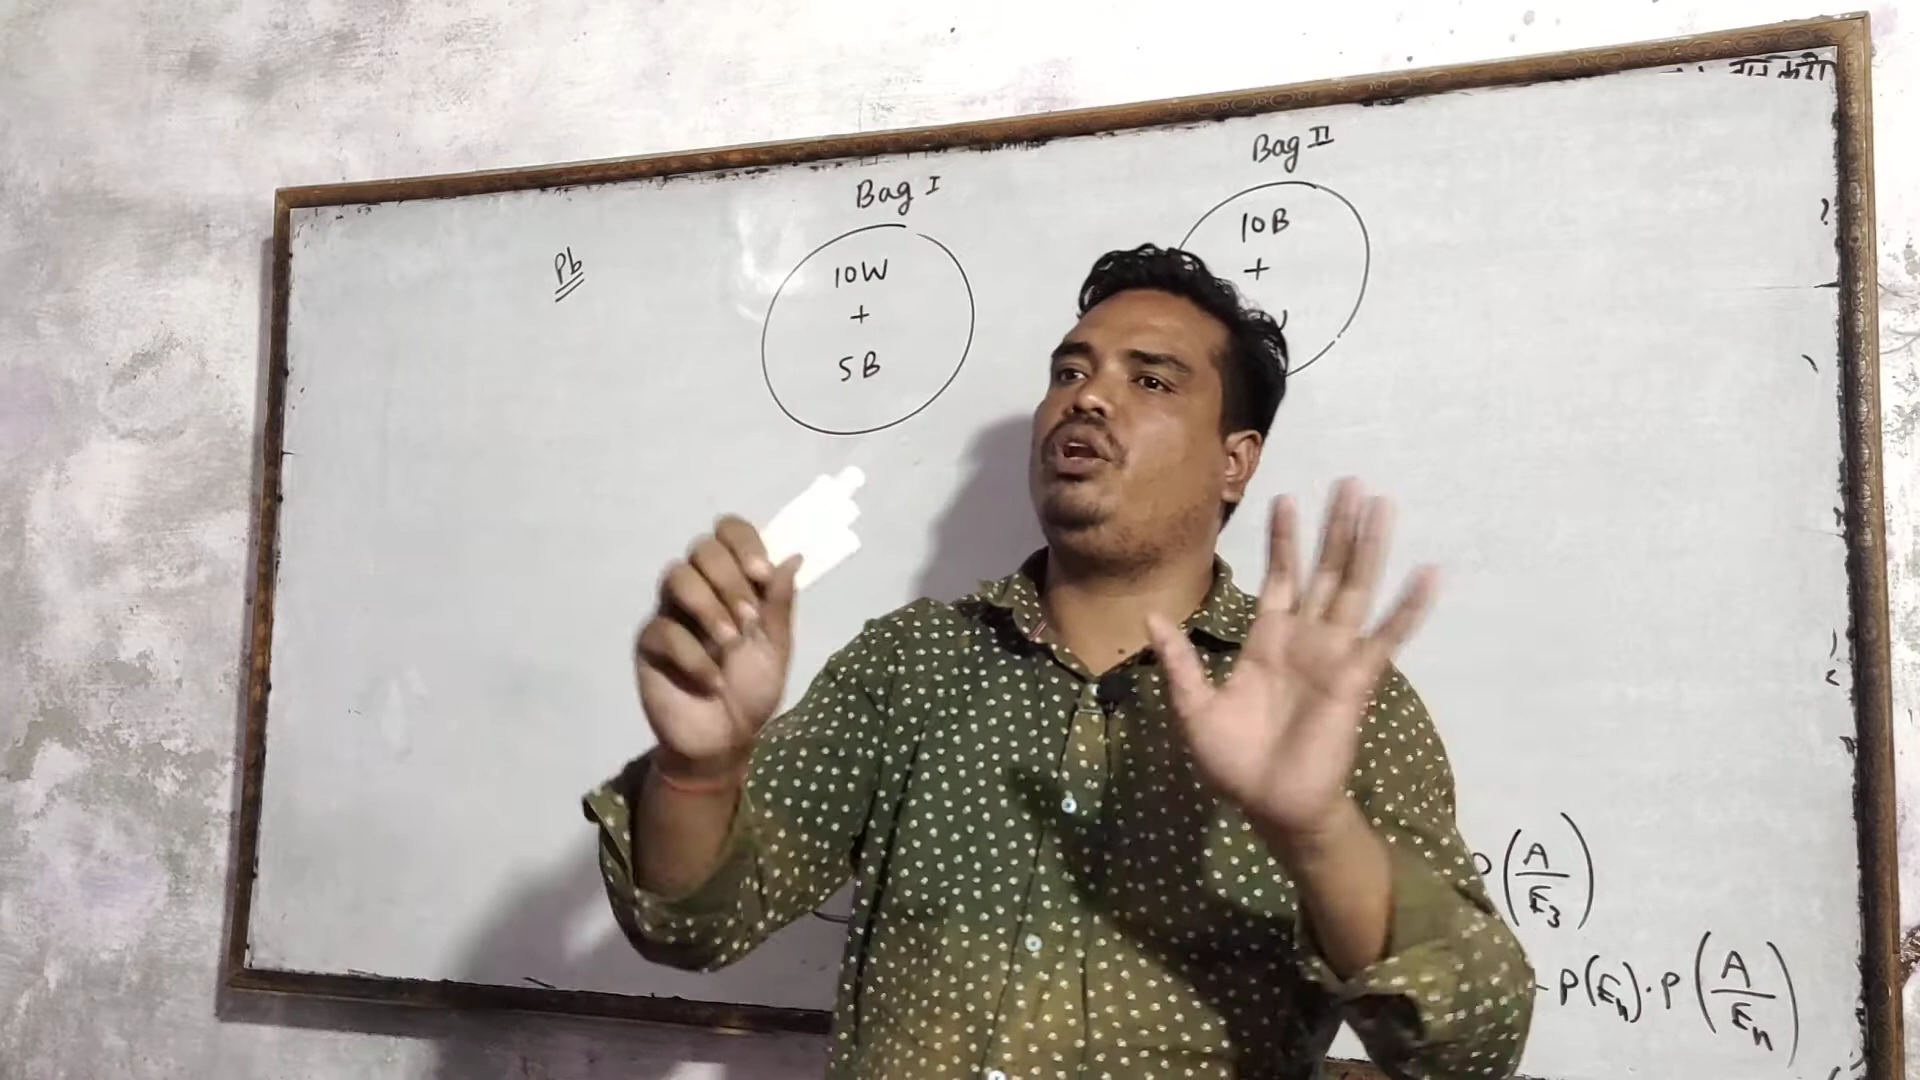 Pb
Bag I
10W
+
5B
Bag II
10B
+
(A/E₃)
P(Eₙ)·P(A/Eₙ)